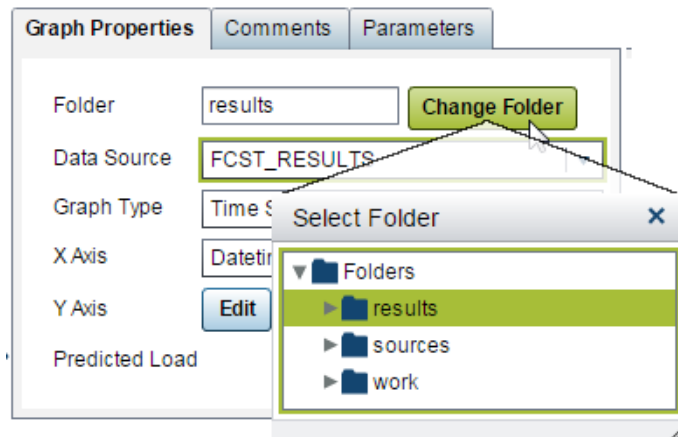 Graph Properties Comments Parameters
Folder results Change Folder
Data Source FCST_RESULTS
Graph Type Time
X Axis
Y Axis Edit
Predicted Load
Select Folder
Folders
results
sources
work